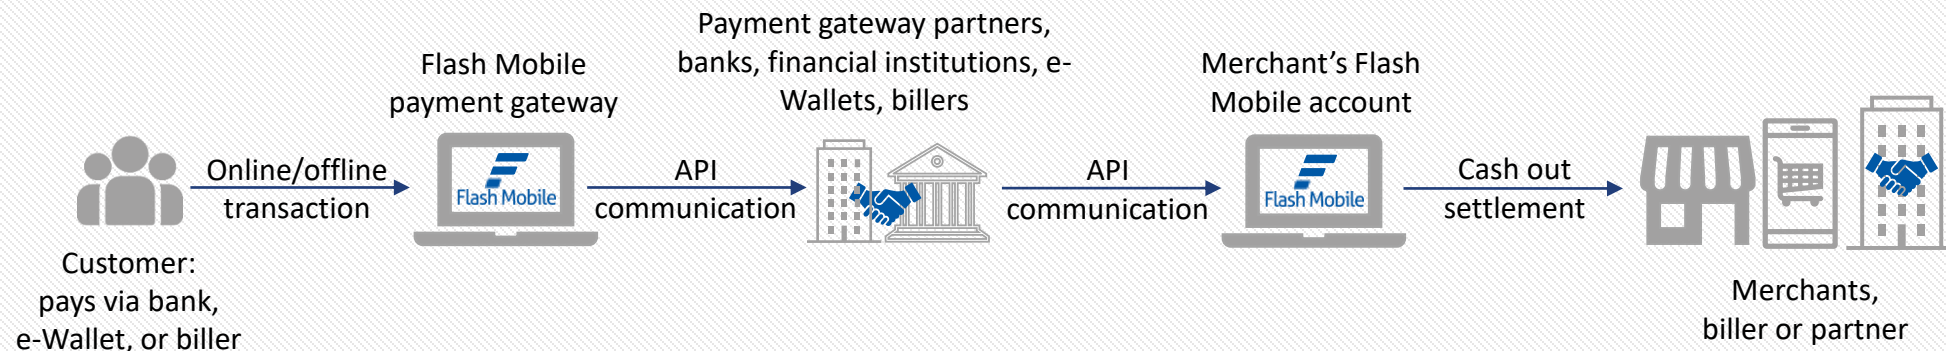 Customer:
pays via bank,
e-Wallet, or biller
Online/offline
transaction
Flash Mobile
payment gateway
Flash Mobile
API
communication
Payment gateway partners,
banks, financial institutions, e-
Wallets, billers
API
communication
Merchant’s Flash
Mobile account
Flash Mobile
Cash out
settlement
Merchants,
biller or partner